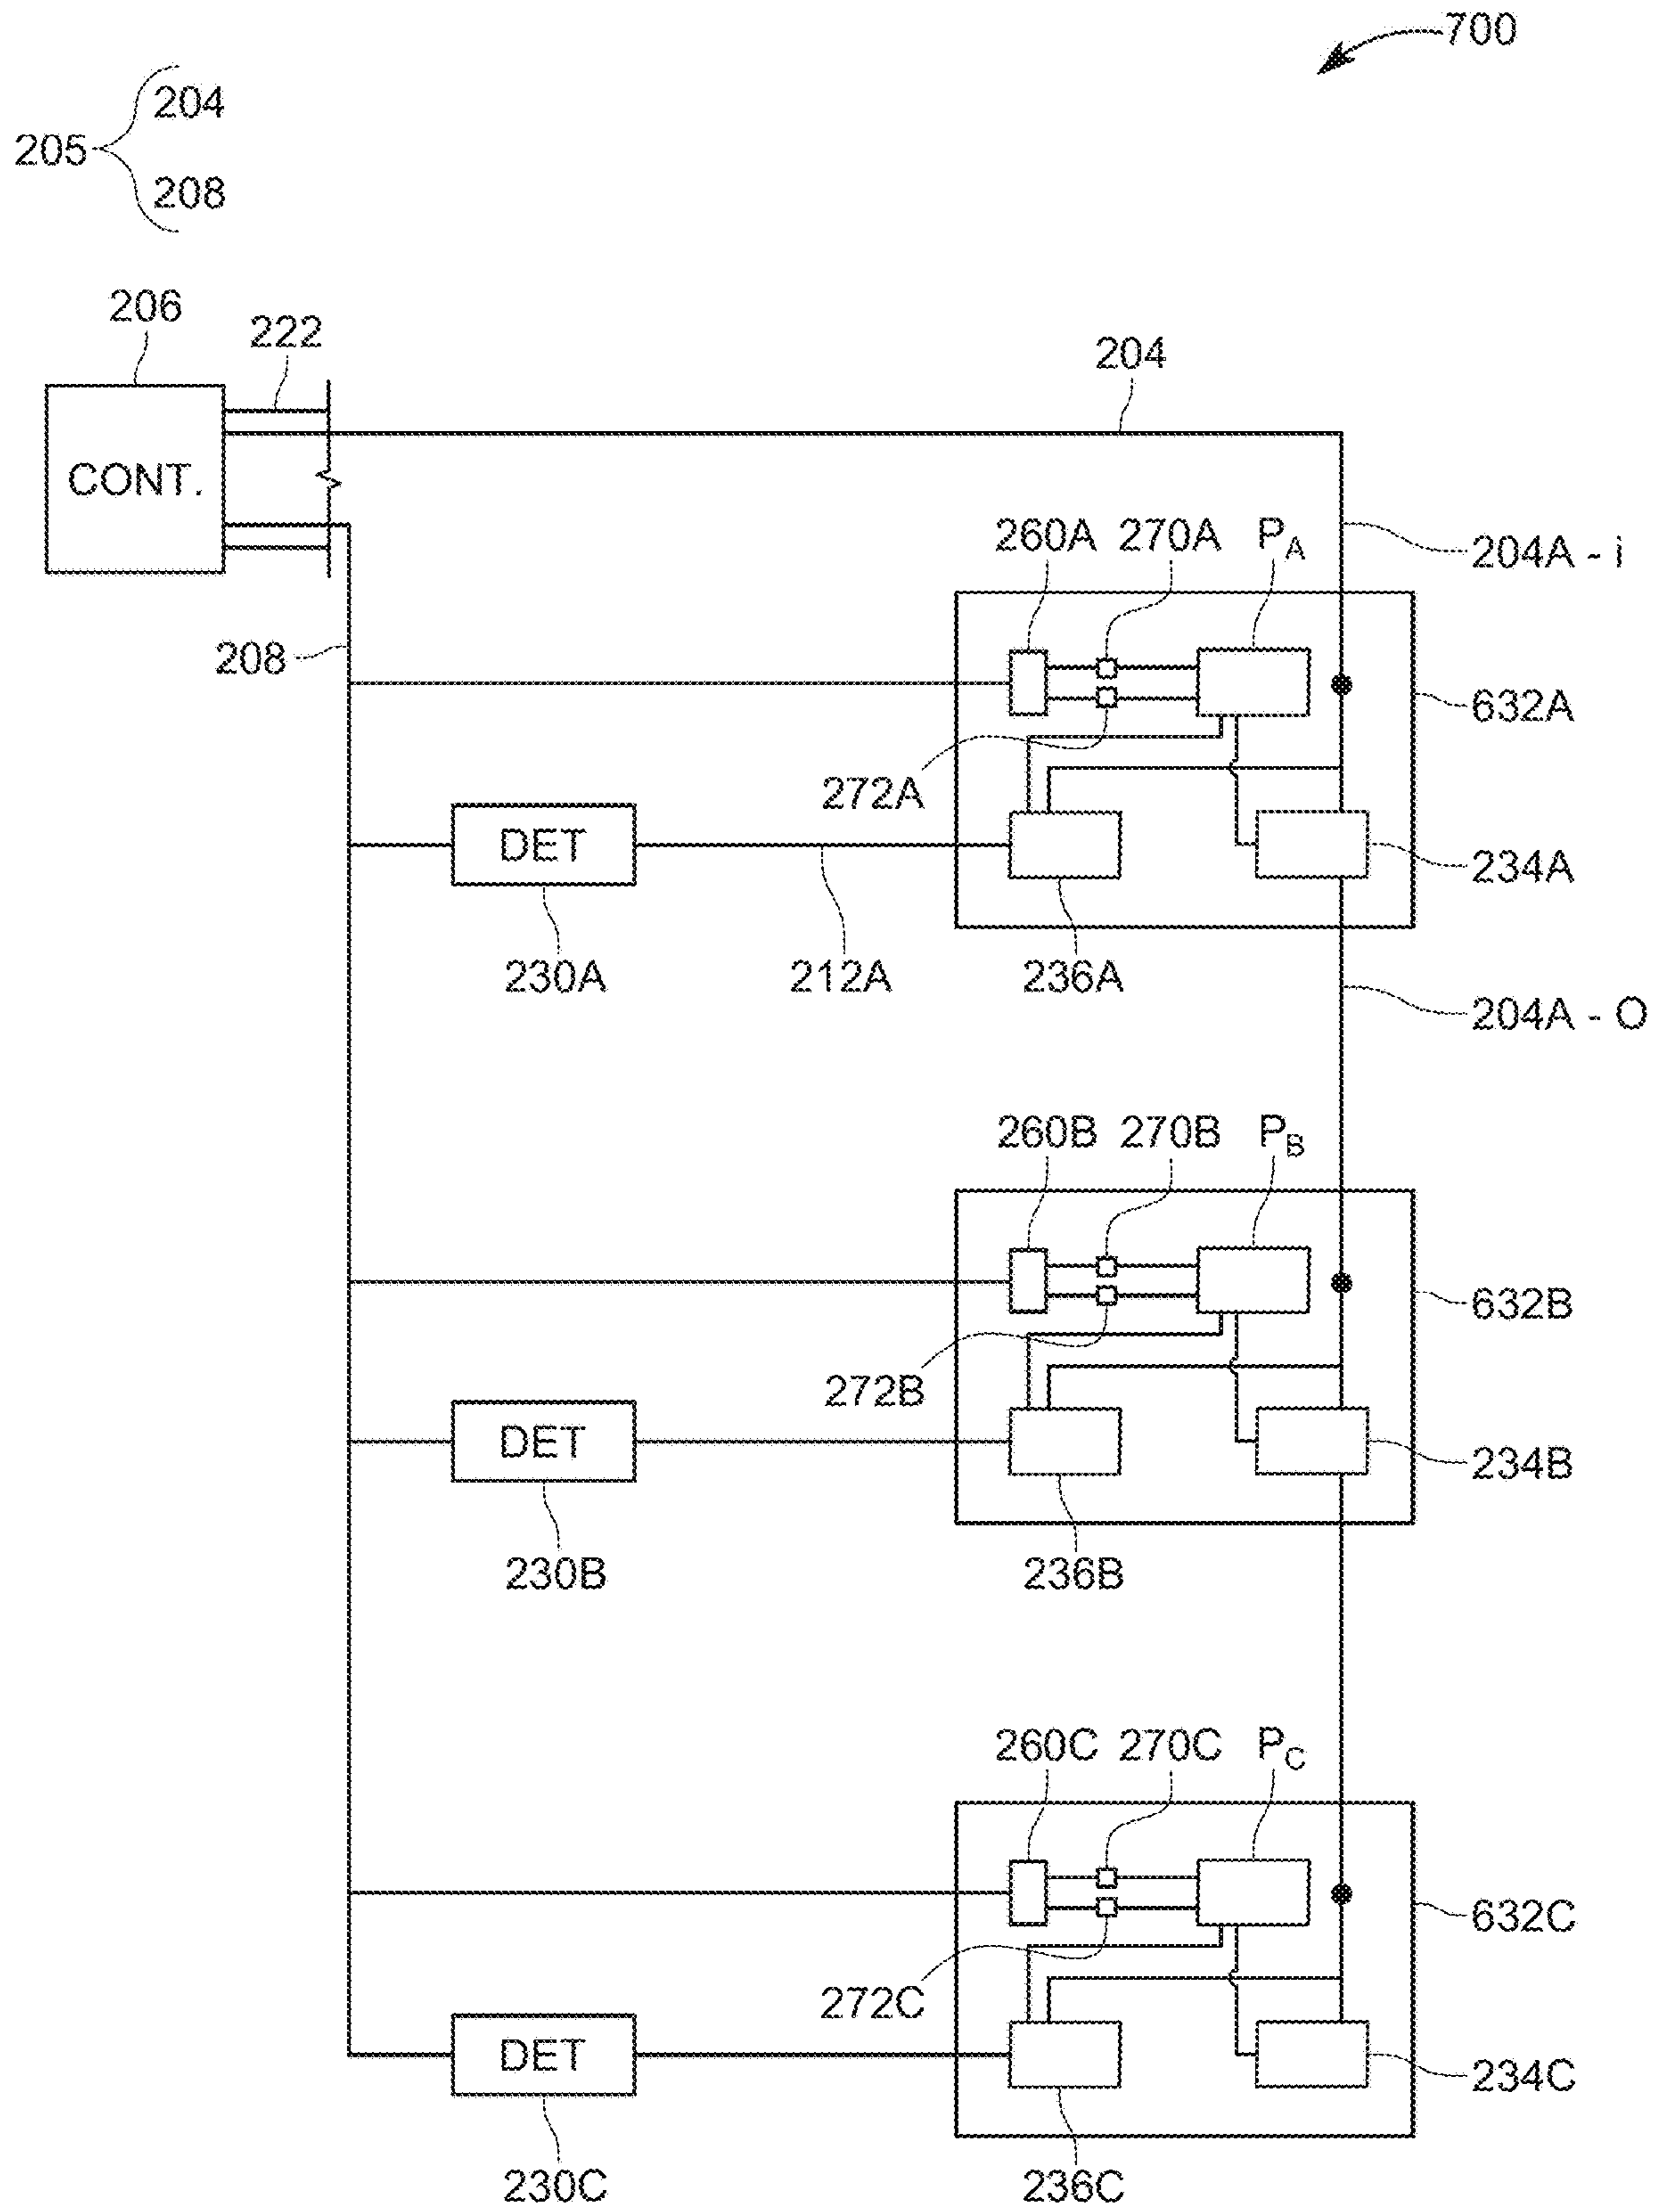 700
204
205
208
206
222
204
CONT.
260A 270A PA
204A - i
208
632A
272A
DET
234A
230A 212A 236A
204A - O
260B 270B PB
632B
272B
DET
234B
230B 236B
260C 270C PC
632C
272C
DET
234C
230C 236C